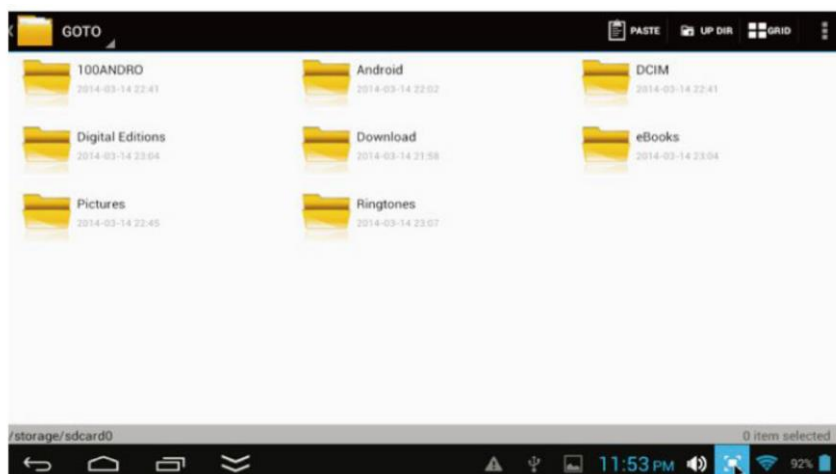 GOTO PASTE UP DIR GRID
100ANDRO Android DCIM
2014-03-14 22:41 2014-03-14 22:02 2014-03-14 22:41
Digital Editions Download eBooks
2014-03-14 23:04 2014-03-14 21:58 2014-03-14 23:04
Pictures Ringtones
2014-03-14 22:45 2014-03-14 23:07
/storage/sdcard0 0 item selected
11:53 PM 92%